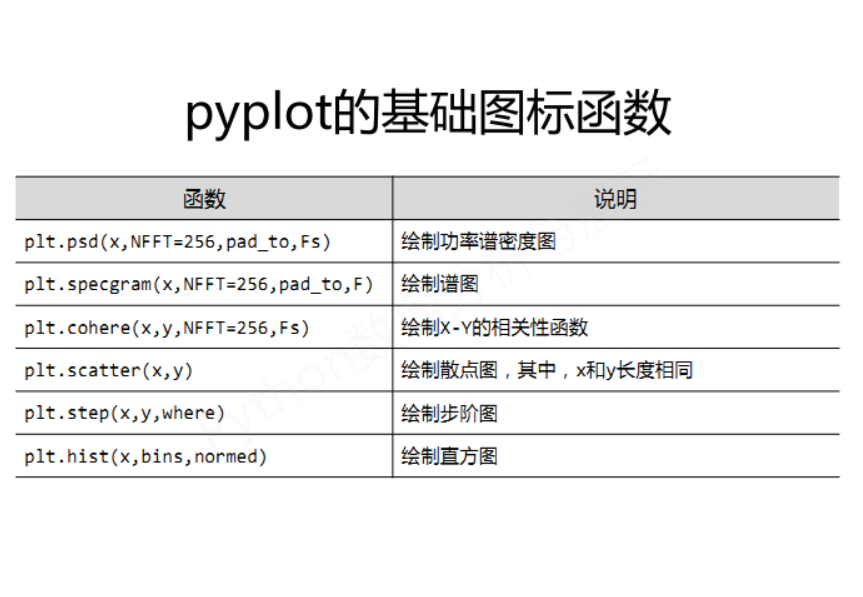 pyplot的基础图标函数
函数 说明
plt.psd(x,NFFT=256,pad_to,Fs) 绘制功率谱密度图
plt.specgram(x,NFFT=256,pad_to,F) 绘制谱图
plt.cohere(x,y,NFFT=256,Fs) 绘制X-Y的相关性函数
plt.scatter(x,y) 绘制散点图，其中，x和y长度相同
plt.step(x,y,where) 绘制步阶图
plt.hist(x,bins,normed) 绘制直方图